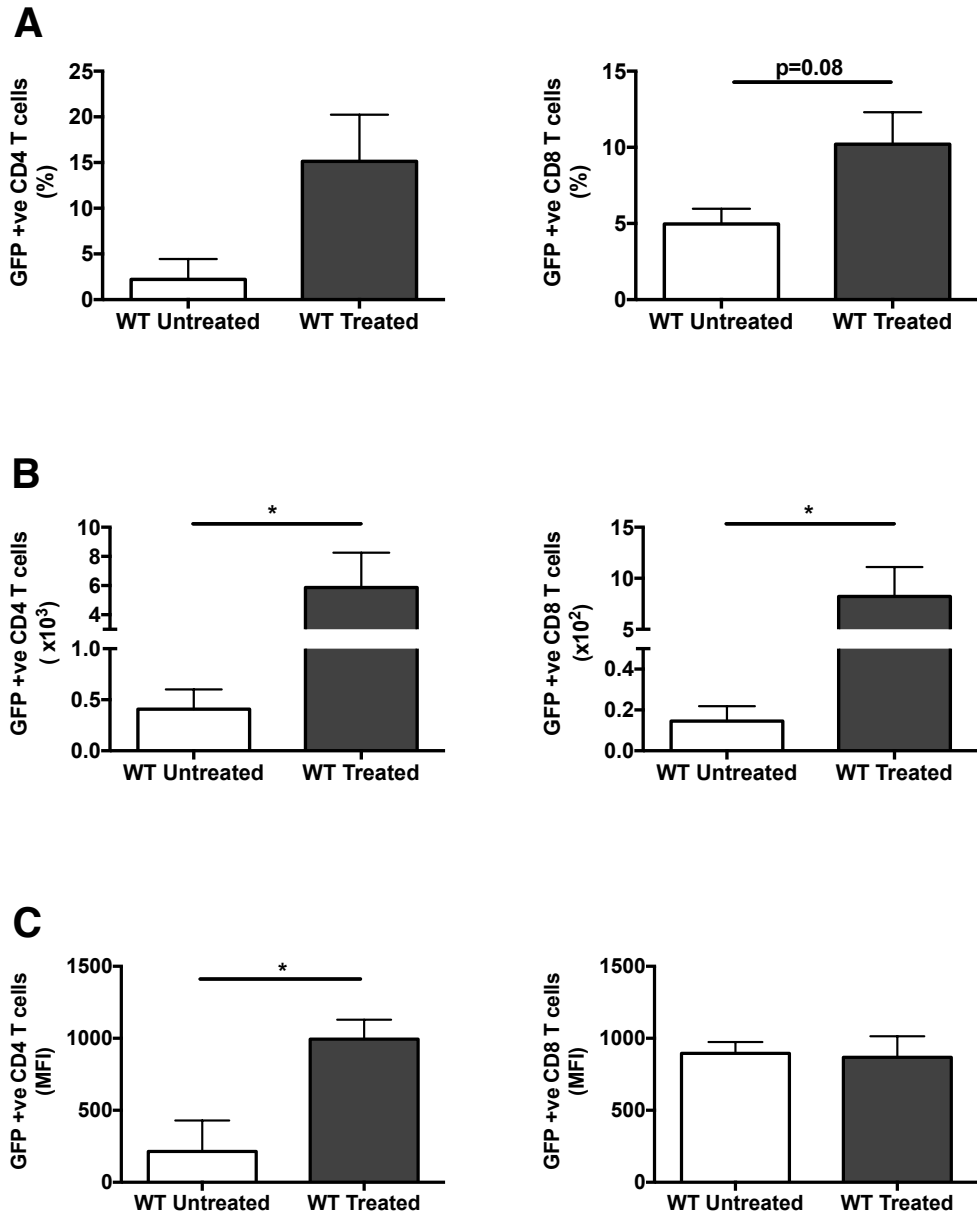 A
GFP +ve CD4 T cells
(%)
25
20
15
10
5
0
WT Untreated
WT Treated
GFP +ve CD8 T cells
(%)
p=0.08
15
10
5
0
WT Untreated
WT Treated
B
GFP +ve CD4 T cells
( x10³)
*
10
8
6
4
1.0
0.5
0.0
WT Untreated
WT Treated
GFP +ve CD8 T cells
(x10²)
*
15
10
5
0.4
0.2
0.0
WT Untreated
WT Treated
C
GFP +ve CD4 T cells
(MFI)
*
1500
1000
500
0
WT Untreated
WT Treated
GFP +ve CD8 T cells
(MFI)
1500
1000
500
0
WT Untreated
WT Treated